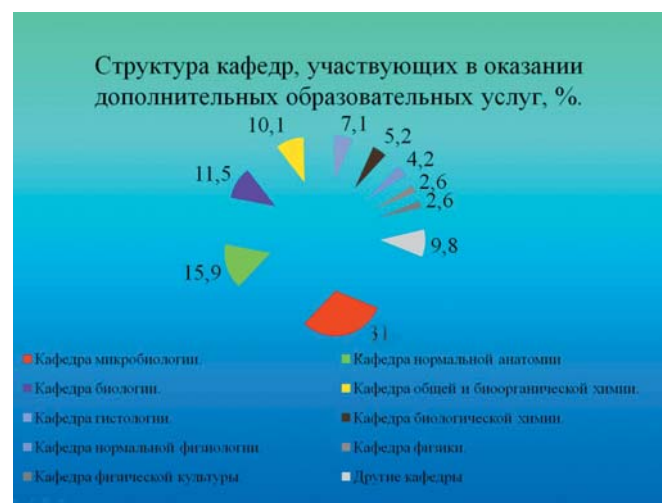 Структура кафедр, участвующих в оказании
дополнительных образовательных услуг, %.
10,1
7,1
5,2
4,2
2,6
2,6
11,5
9,8
15,9
31
Кафедра микробиологии.
Кафедра нормальной анатомии
Кафедра биологии.
Кафедра общей и биоорганической химии.
Кафедра гистологии.
Кафедра биологической химии.
Кафедра нормальной физиологии.
Кафедра физики.
Кафедра физической культуры
Другие кафедры